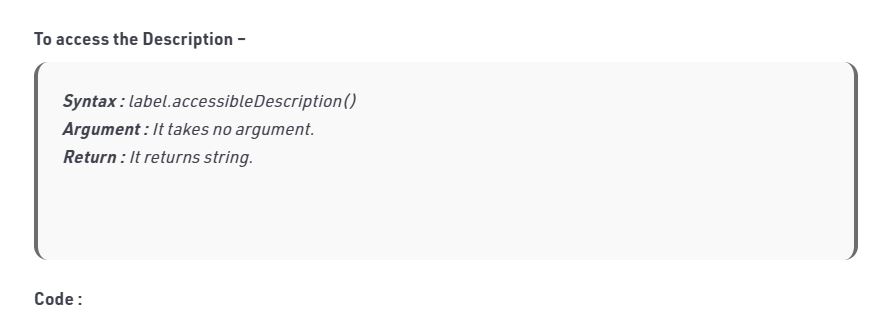 To access the Description –
Syntax : label.accessibleDescription()
Argument : It takes no argument.
Return : It returns string.
Code :